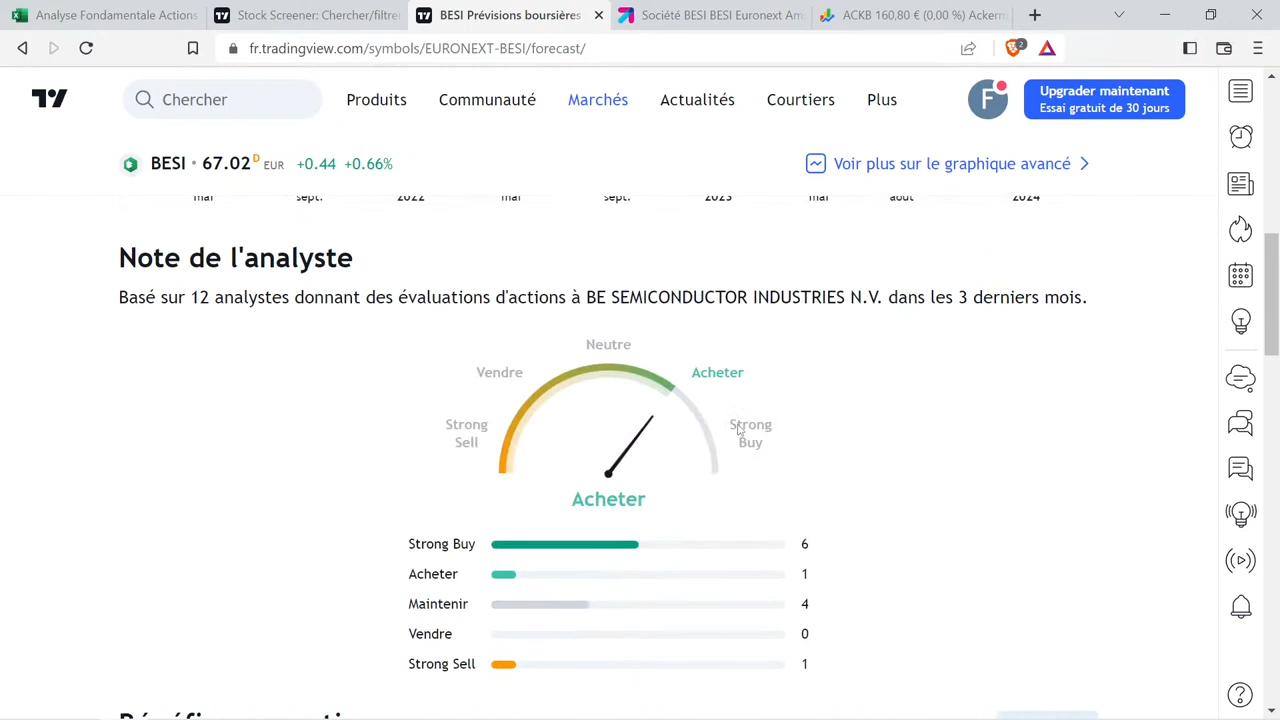 Analyse Fondamentale actions
Stock Screener: Chercher/filtrer
BESI Prévisions boursières
Société BESI BESI Euronext Am
ACKB 160,80 € (0,00 %) Ackerm
fr.tradingview.com/symbols/EURONEXT-BESI/forecast/
2
Chercher
Produits
Communauté
Marchés
Actualités
Courtiers
Plus
F
Upgrader maintenant
Essai gratuit de 30 jours
BESI • 67.02 D EUR +0.44 +0.66%
Voir plus sur le graphique avancé
mai sept. 2022 mai sept. 2023 mai août 2024
Note de l'analyste
Basé sur 12 analystes donnant des évaluations d'actions à BE SEMICONDUCTOR INDUSTRIES N.V. dans les 3 derniers mois.
Neutre
Vendre
Acheter
Strong
Sell
Strong
Buy
Acheter
Strong Buy 6
Acheter 1
Maintenir 4
Vendre 0
Strong Sell 1